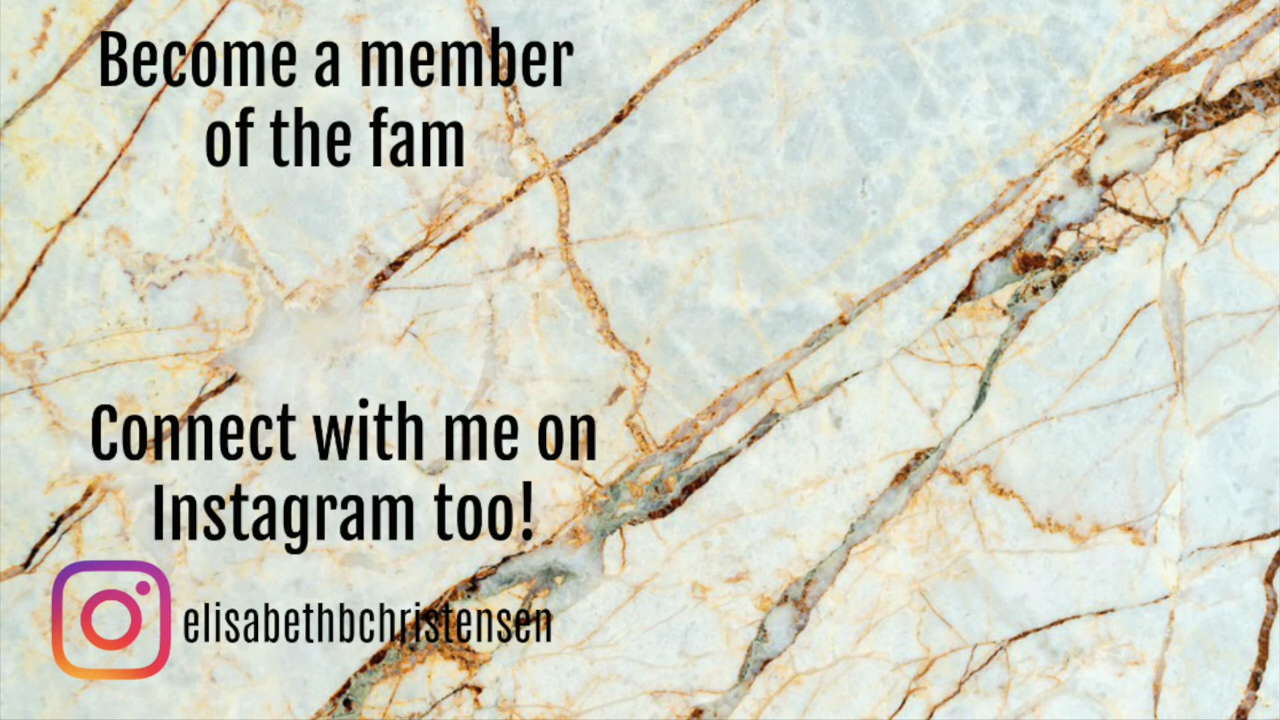 Become a member
of the fam
Connect with me on
Instagram too!
elisabethbchristensen